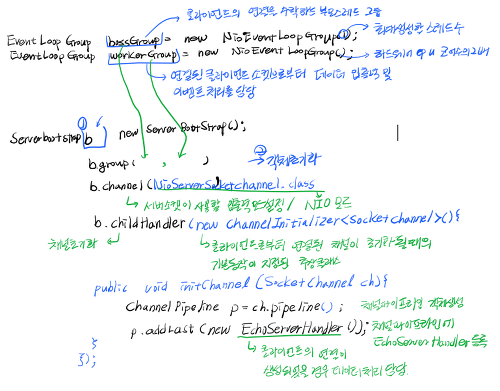 클라이언트의 연결을 수락하는 부모스레드 그룹
EventLoopGroup bossGroup = new NioEventLoopGroup(1); 최대생성한 스레드수
EventLoopGroup workerGroup = new NioEventLoopGroup(); 하드웨어 CPU 코어수의 2배
연결된 클라이언트 소켓으로부터 데이터 입출력 및
이벤트처리를 담당
①
Serverbootstrap b new ServerBootStrap();
b.group( , ) ② 객체초기화
b.channel (NioServerSocketchannel.class
서버소켓이 사용할 입출력모드설정 / NIO 모드
b.childHandler (new ChannelInitializer<Socketchannel>(){
채널초기화 클라이언트로부터 연결된 채널이 초기화 될때의
기본동작이 지정된 추상클래스
public void initChannel (SocketChannel ch){
ChannelPipeline p = ch.pipeline(); 채널파이프라인 객체생성
p.addLast (new EchoServerHandler()); 채널파이프라인에
EchoServerHandler 등록
} 클라이언트의 연결이
}); 생성되었을 경우 데이터처리 담당.